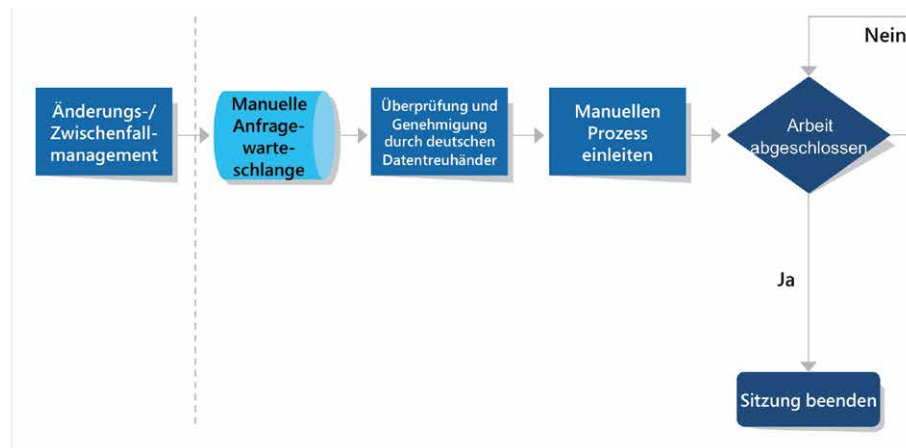 Nein
Änderungs-/
Zwischenfall-
management
Manuelle
Anfrage-
warte-
schlange
Überprüfung und
Genehmigung
durch deutschen
Datentreuhänder
Manuellen
Prozess
einleiten
Arbeit
abgeschlossen
Ja
Sitzung beenden